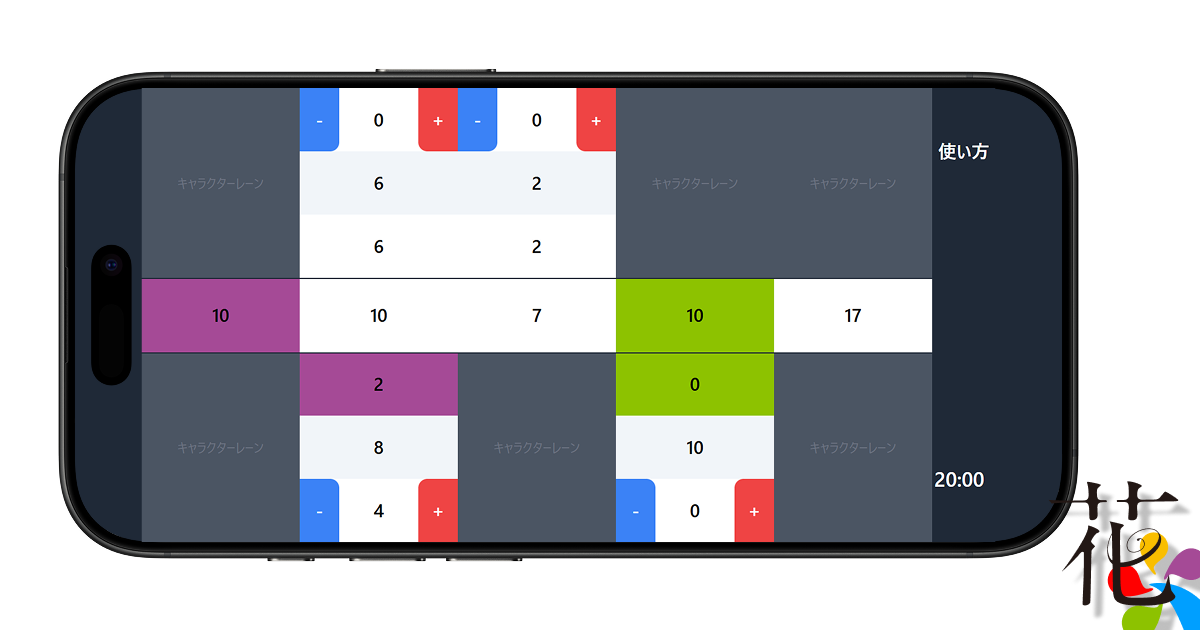 - 0 + - 0 +
使い方
キャラクターレーン 6 2 キャラクターレーン キャラクターレーン
6 2
10 10 7 10 17
2 0
キャラクターレーン 8 キャラクターレーン 10 キャラクターレーン
20:00
- 4 + - 0 +
花